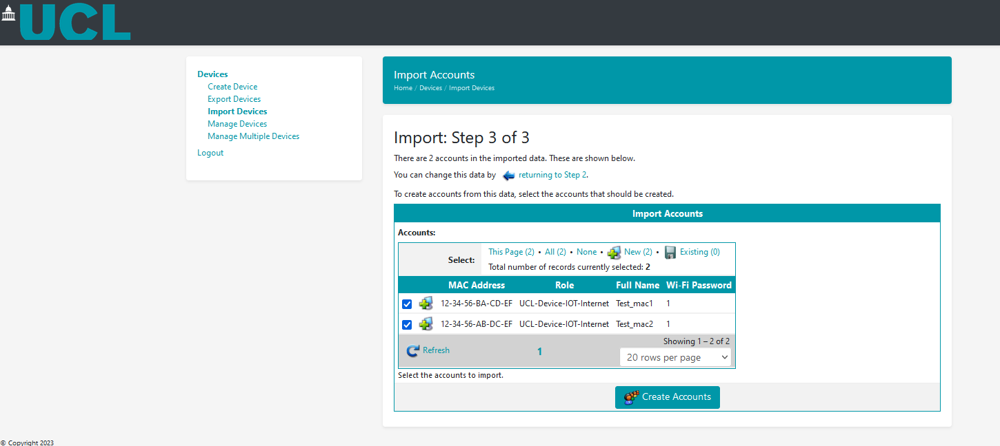 UCL
Devices
Create Device
Export Devices
Import Devices
Manage Devices
Manage Multiple Devices
Logout
Import Accounts
Home / Devices / Import Devices
Import: Step 3 of 3
There are 2 accounts in the imported data. These are shown below.
You can change this data by returning to Step 2.
To create accounts from this data, select the accounts that should be created.
Import Accounts
Accounts:
Select: This Page (2) • All (2) • None • New (2) • Existing (0)
Total number of records currently selected: 2
MAC Address Role Full Name Wi-Fi Password
12-34-56-BA-CD-EF UCL-Device-IOT-Internet Test_mac1 1
12-34-56-AB-DC-EF UCL-Device-IOT-Internet Test_mac2 1
Refresh 1 Showing 1 – 2 of 2
20 rows per page
Select the accounts to import.
Create Accounts
© Copyright 2023